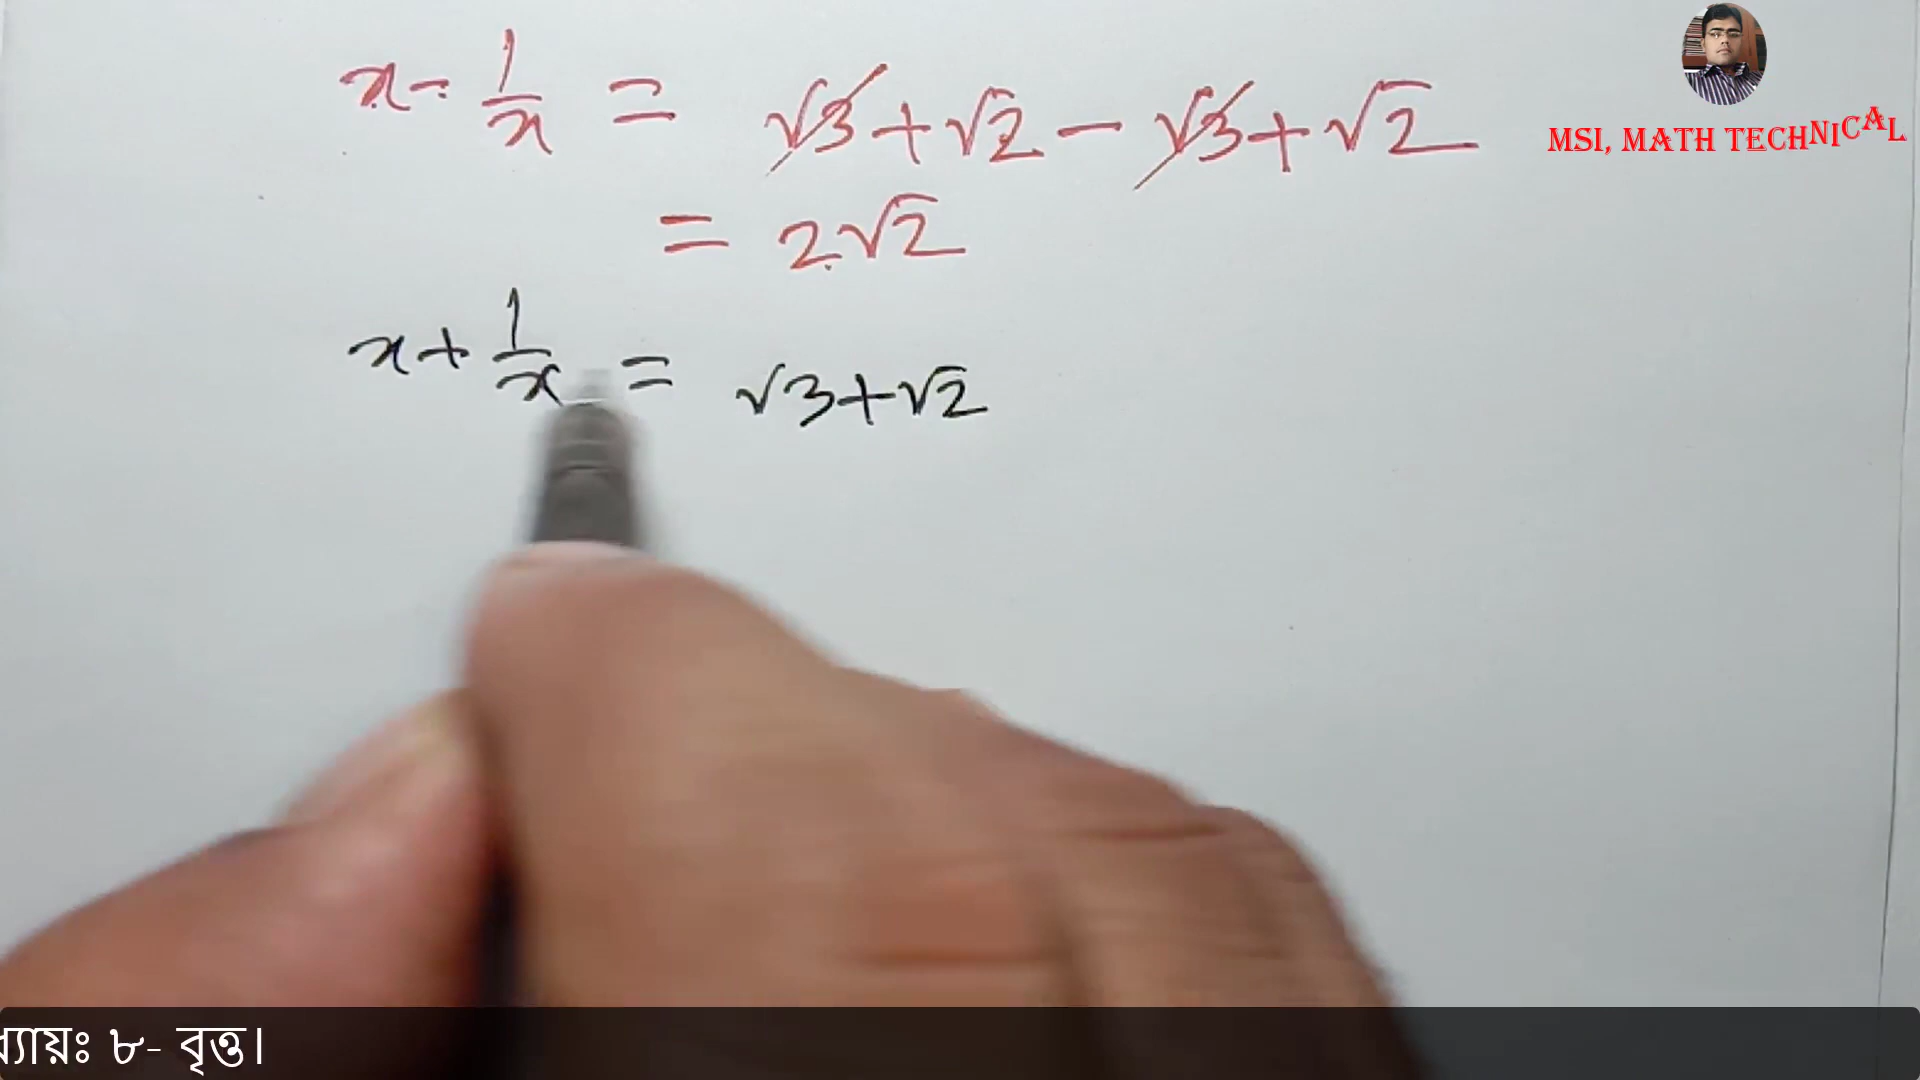 x - 1/x = √3 + √2 - √3 + √2
MSI, MATH TECHNICAL
= 2√2
x + 1/x = √3 + √2
ধ্যায়ঃ ৮- বৃত্ত।